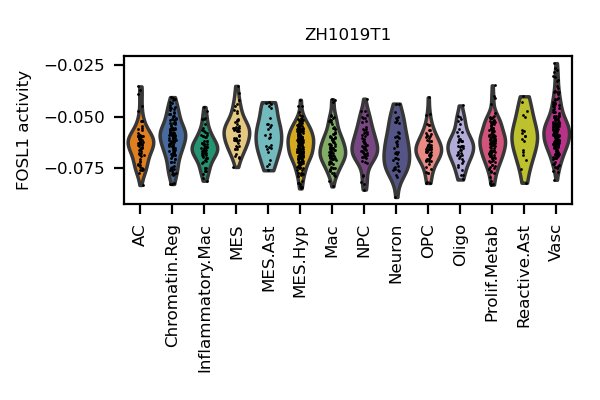 ZH1019T1
FOSL1 activity
−0.025
−0.050
−0.075
AC
Chromatin.Reg
Inflammatory.Mac
MES
MES.Ast
MES.Hyp
Mac
NPC
Neuron
OPC
Oligo
Prolif.Metab
Reactive.Ast
Vasc